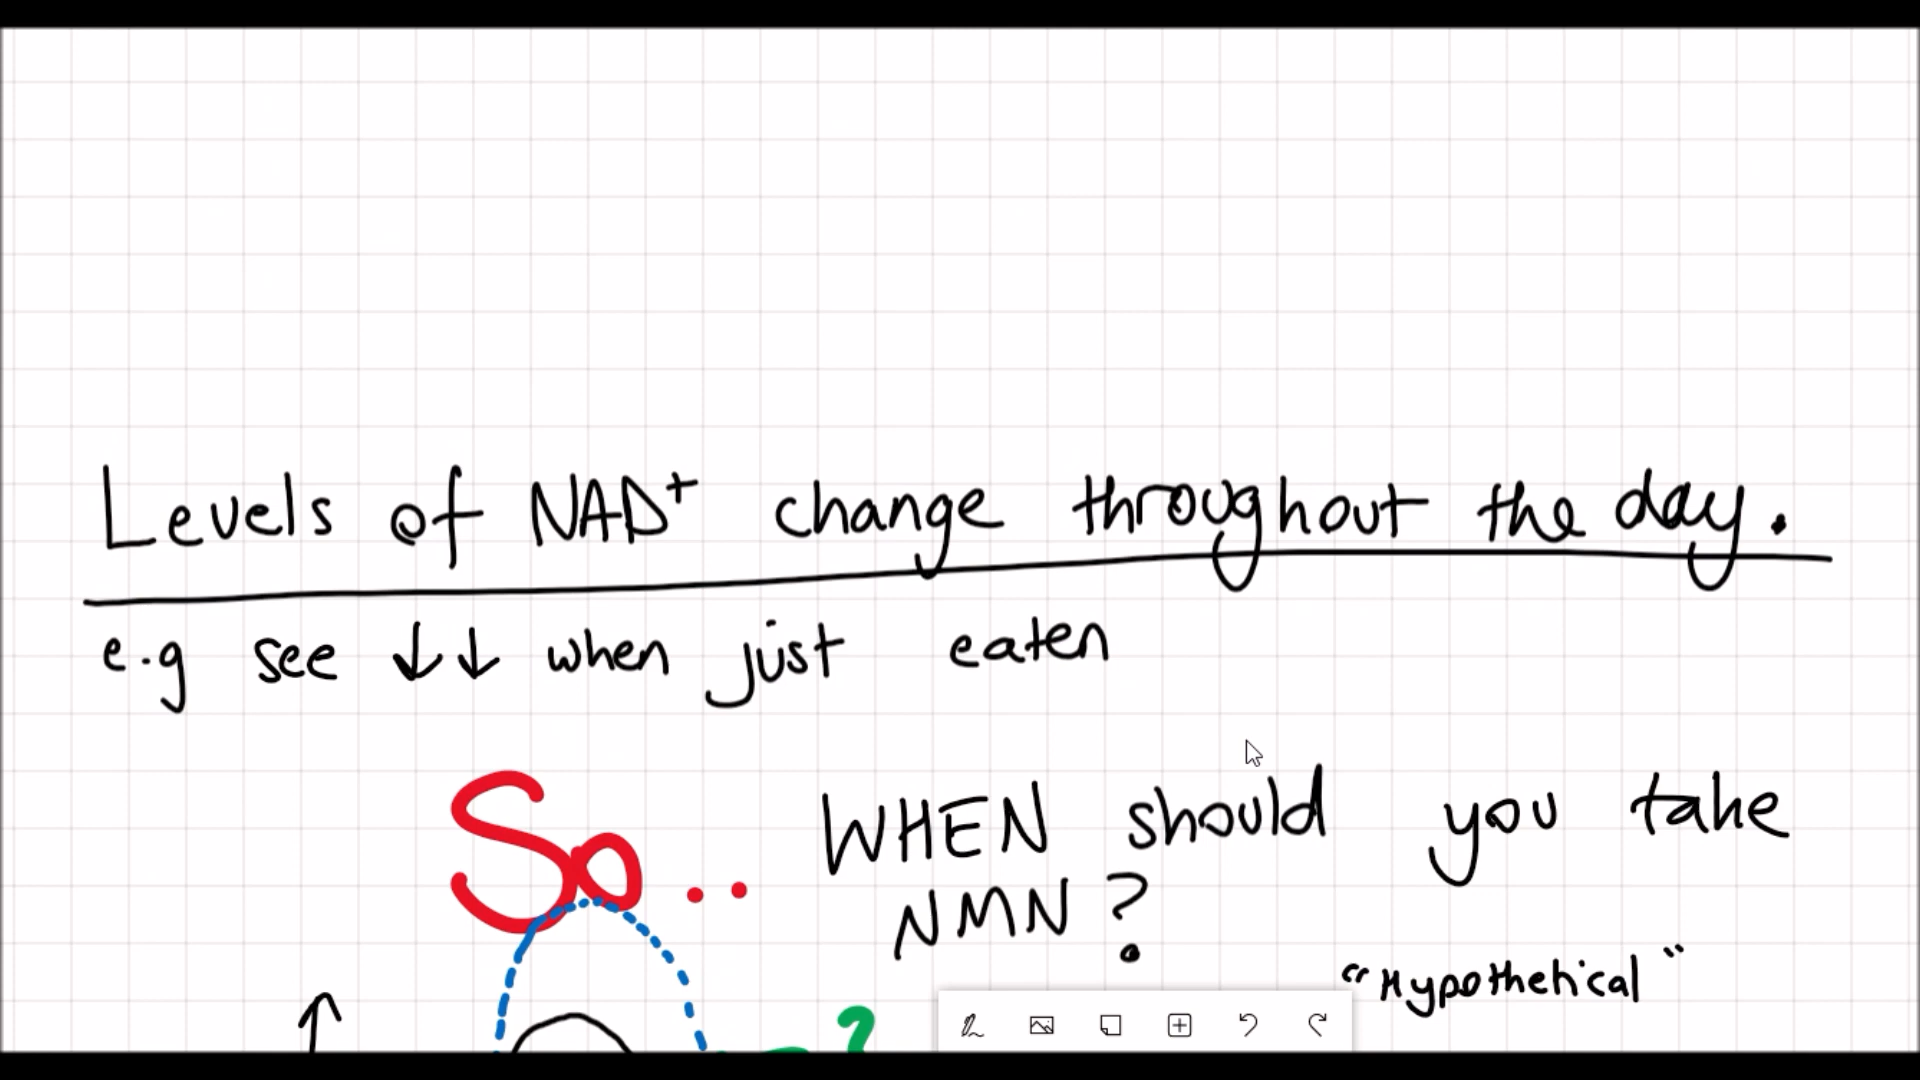 Levels of NAD⁺ change throughout the day.
e.g see ↓↓ when just eaten
So.. WHEN should you take
NMN?
"Hypothetical"
?